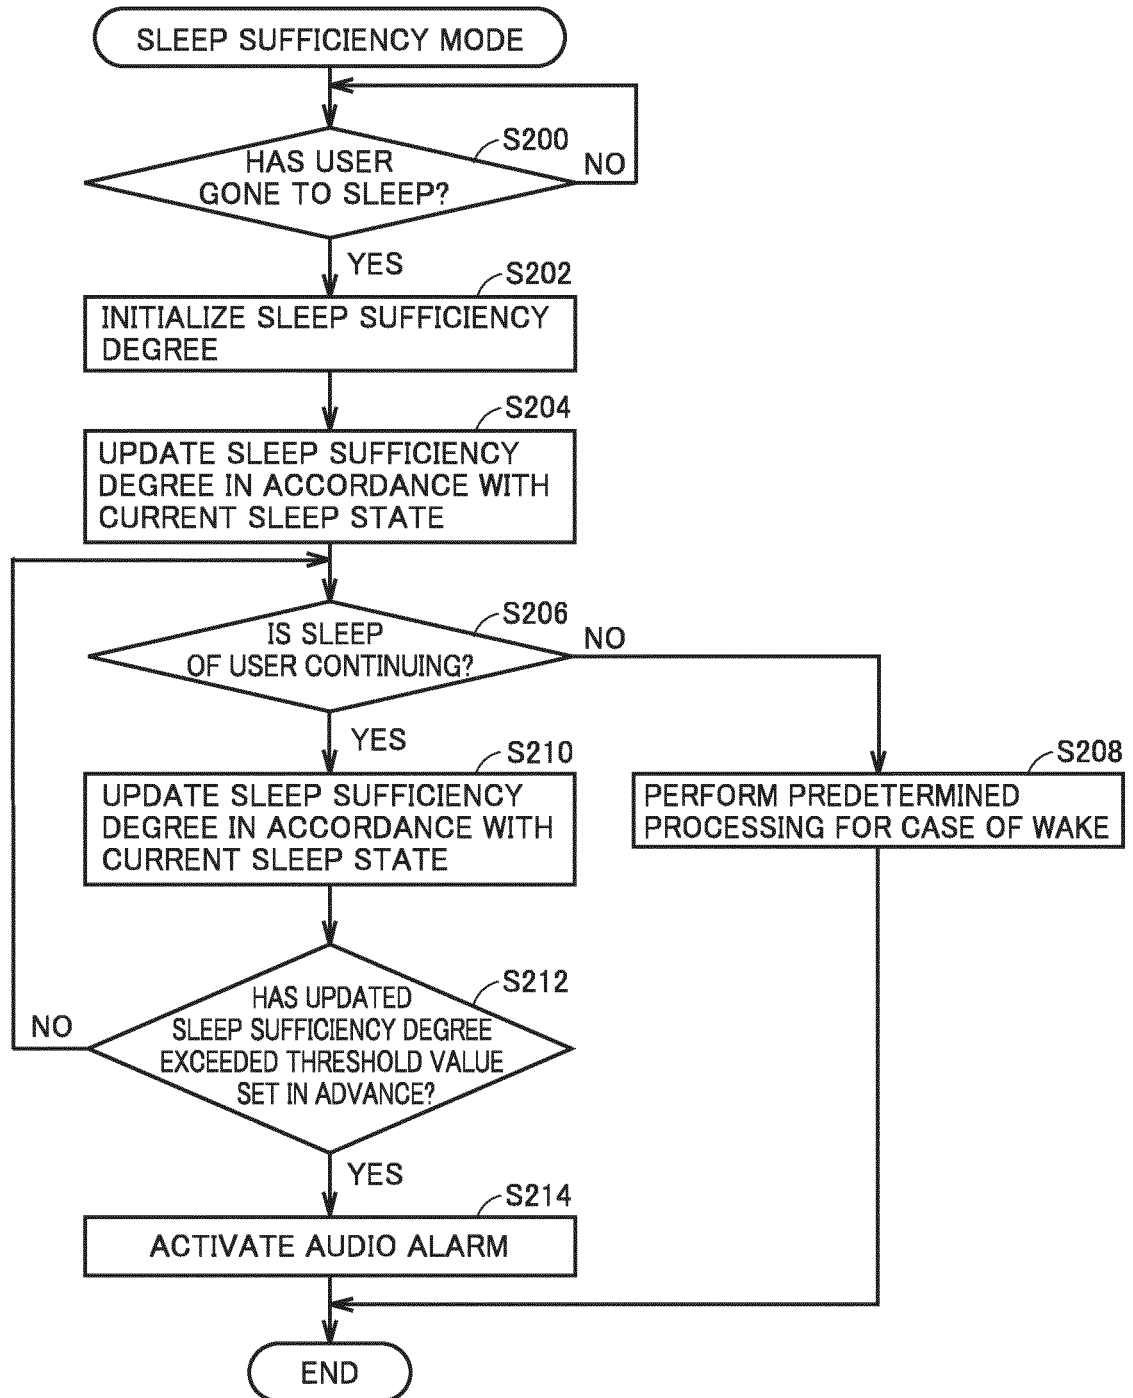 SLEEP SUFFICIENCY MODE
S200
HAS USER
GONE TO SLEEP?
NO
YES
S202
INITIALIZE SLEEP SUFFICIENCY
DEGREE
S204
UPDATE SLEEP SUFFICIENCY
DEGREE IN ACCORDANCE WITH
CURRENT SLEEP STATE
S206
IS SLEEP
OF USER CONTINUING?
NO
YES
S210
UPDATE SLEEP SUFFICIENCY
DEGREE IN ACCORDANCE WITH
CURRENT SLEEP STATE
S208
PERFORM PREDETERMINED
PROCESSING FOR CASE OF WAKE
S212
HAS UPDATED
SLEEP SUFFICIENCY DEGREE
EXCEEDED THRESHOLD VALUE
SET IN ADVANCE?
NO
YES
S214
ACTIVATE AUDIO ALARM
END